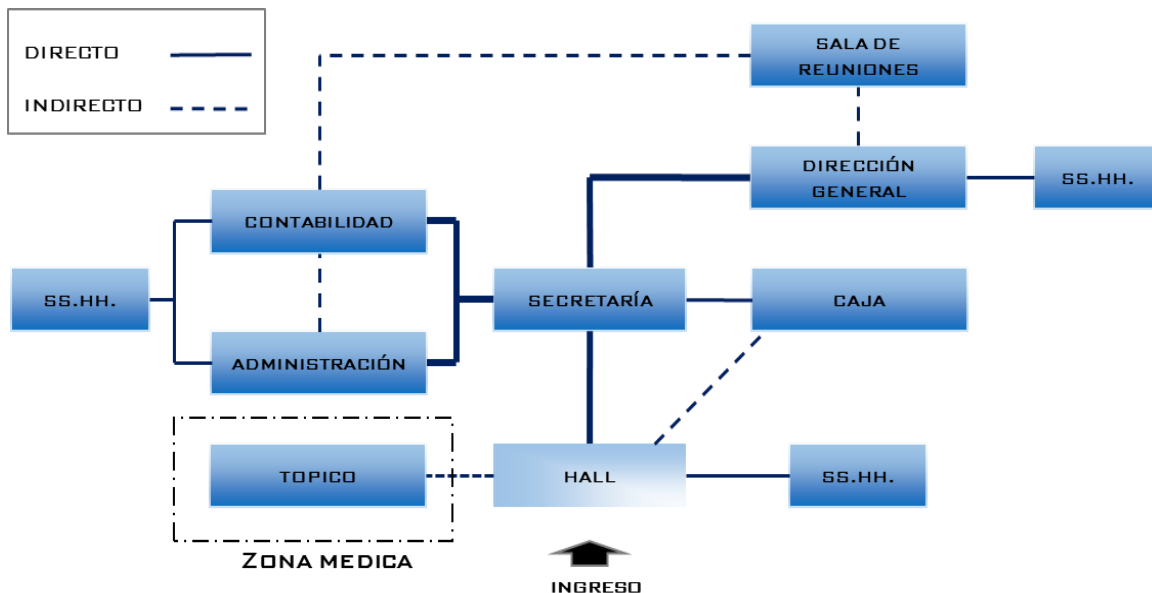 DIRECTO
INDIRECTO
SALA DE
REUNIONES
DIRECCIÓN
GENERAL
SS.HH.
CONTABILIDAD
SS.HH.
SECRETARÍA
CAJA
ADMINISTRACIÓN
TOPICO
HALL
SS.HH.
ZONA MEDICA
INGRESO